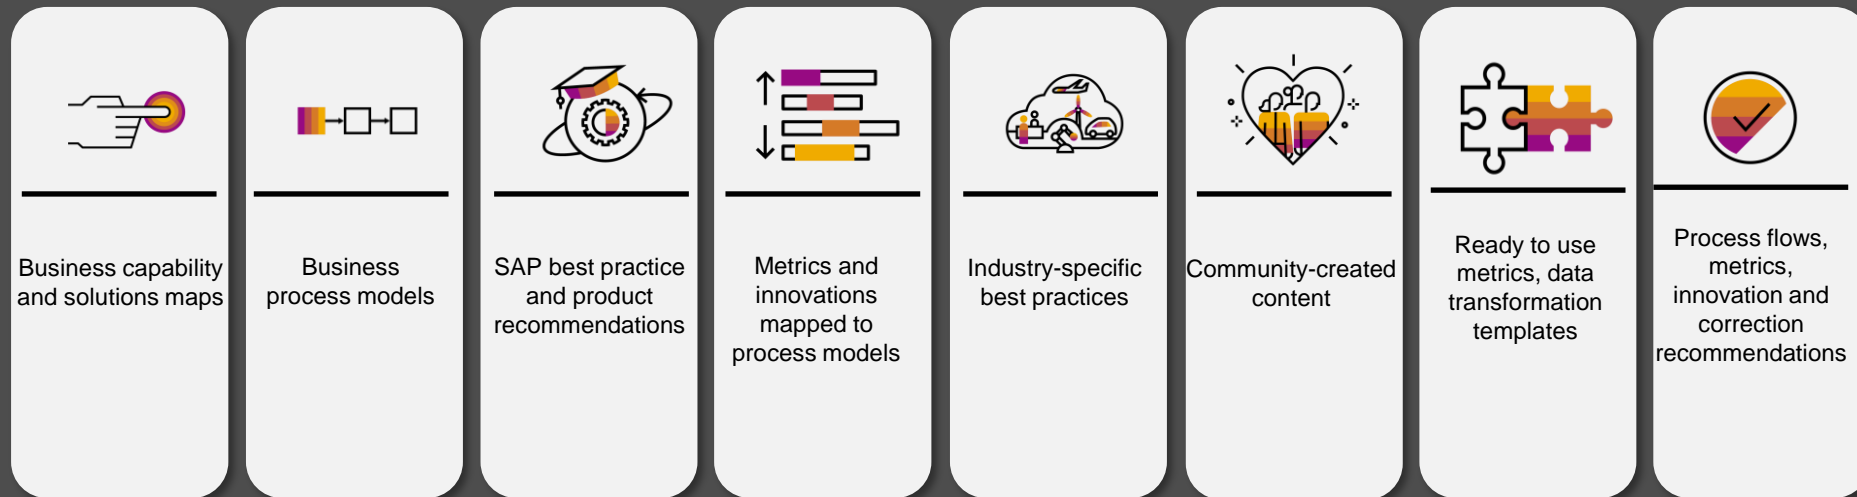 Business capability
and solutions maps
Business
process models
SAP best practice
and product
recommendations
Metrics and
innovations
mapped to
process models
Industry-specific
best practices
Community-created
content
Ready to use
metrics, data
transformation
templates
Process flows,
metrics,
innovation and
correction
recommendations